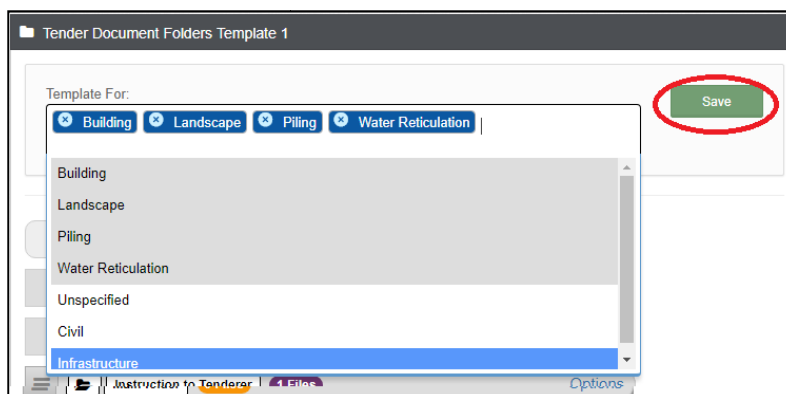 Tender Document Folders Template 1
Template For:
Save
Building Landscape Piling Water Reticulation
Building
Landscape
Piling
Water Reticulation
Unspecified
Civil
Infrastructure
Instruction to Tenderer 1 Files Options